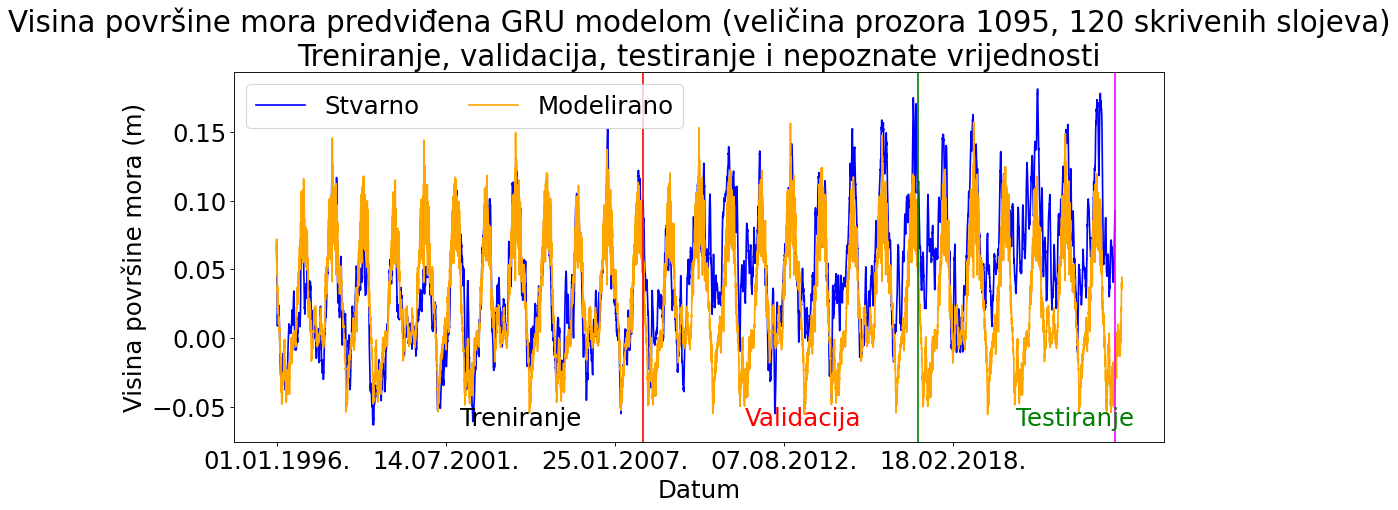 Visina površine mora predviđena GRU modelom (veličina prozora 1095, 120 skrivenih slojeva)
Treniranje, validacija, testiranje i nepoznate vrijednosti
Stvarno Modelirano
Visina površine mora (m)
0.15
0.10
0.05
0.00
−0.05
Treniranje Validacija Testiranje
01.01.1996. 14.07.2001. 25.01.2007. 07.08.2012. 18.02.2018.
Datum